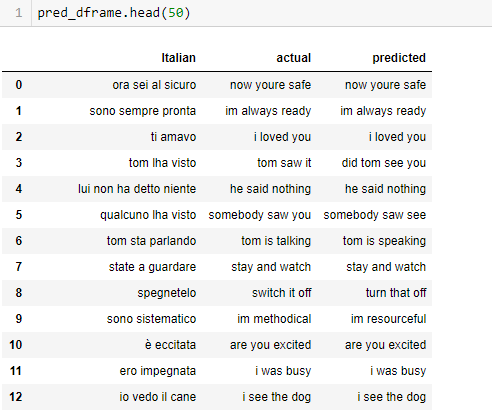 1 pred_dframe.head(50)
Italian actual predicted
0 ora sei al sicuro now youre safe now youre safe
1 sono sempre pronta im always ready im always ready
2 ti amavo i loved you i loved you
3 tom lha visto tom saw it did tom see you
4 lui non ha detto niente he said nothing he said nothing
5 qualcuno lha visto somebody saw you somebody saw see
6 tom sta parlando tom is talking tom is speaking
7 state a guardare stay and watch stay and watch
8 spegnetelo switch it off turn that off
9 sono sistematico im methodical im resourceful
10 è eccitata are you excited are you excited
11 ero impegnata i was busy i was busy
12 io vedo il cane i see the dog i see the dog